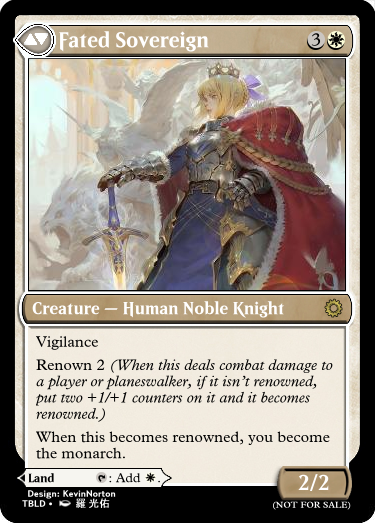 Fated Sovereign 3
Creature — Human Noble Knight
Vigilance
Renown 2 (When this deals combat damage to
a player or planeswalker, if it isn't renowned,
put two +1/+1 counters on it and it becomes
renowned.)
When this becomes renowned, you become
the monarch.
Land : Add .
2/2
Design: KevinNorton
TBLD • 羅 光佑
(NOT FOR SALE)